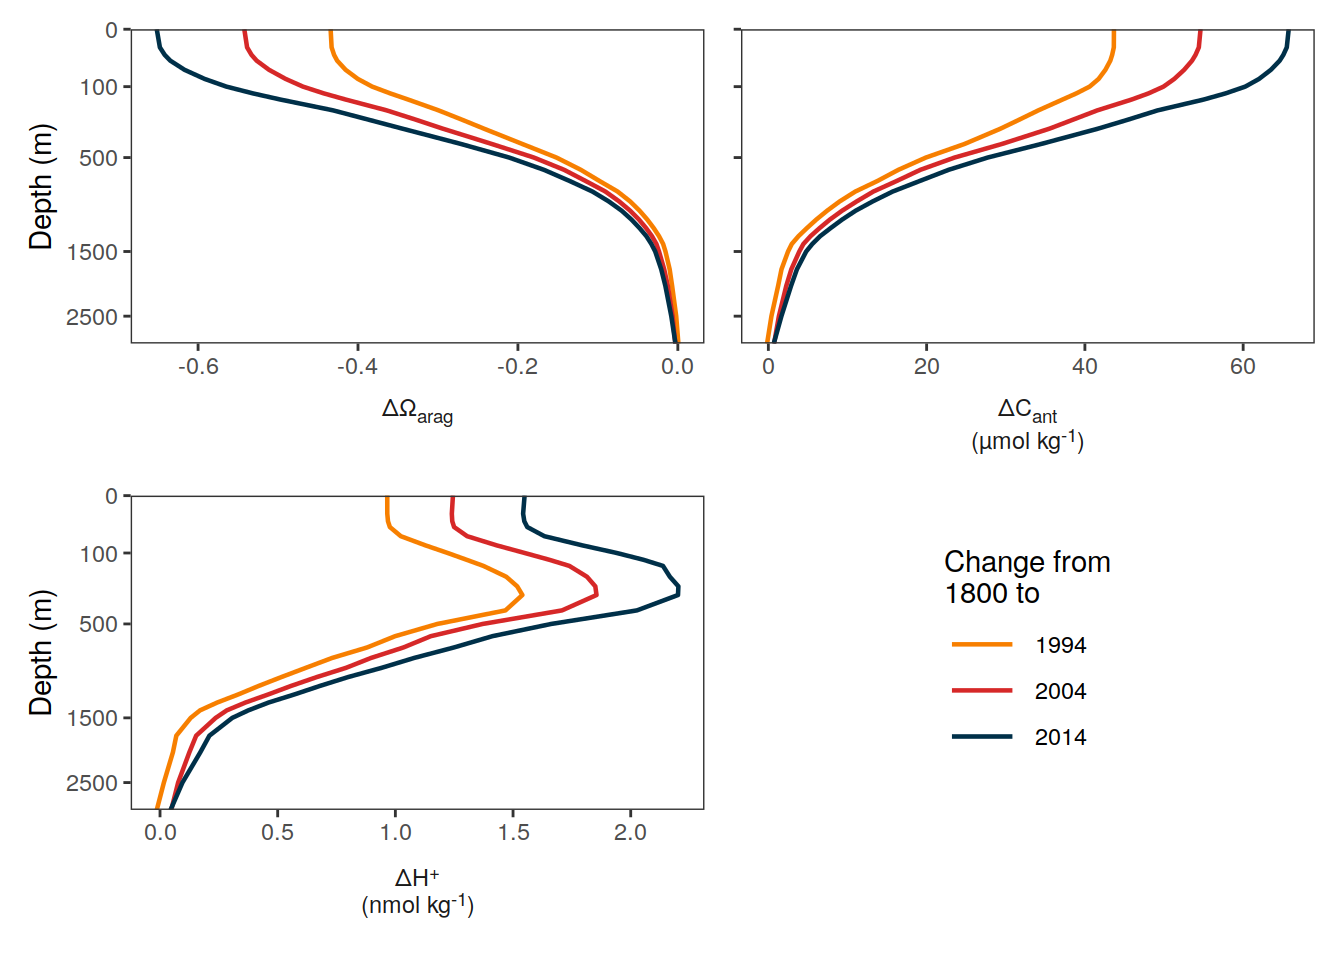 0
100
500
1500
2500
Depth (m)
-0.6 -0.4 -0.2 0.0
ΔΩarag
0 20 40 60
ΔCant
(μmol kg-1)
0
100
500
1500
2500
Depth (m)
0.0 0.5 1.0 1.5 2.0
ΔH+
(nmol kg-1)
Change from
1800 to
1994
2004
2014